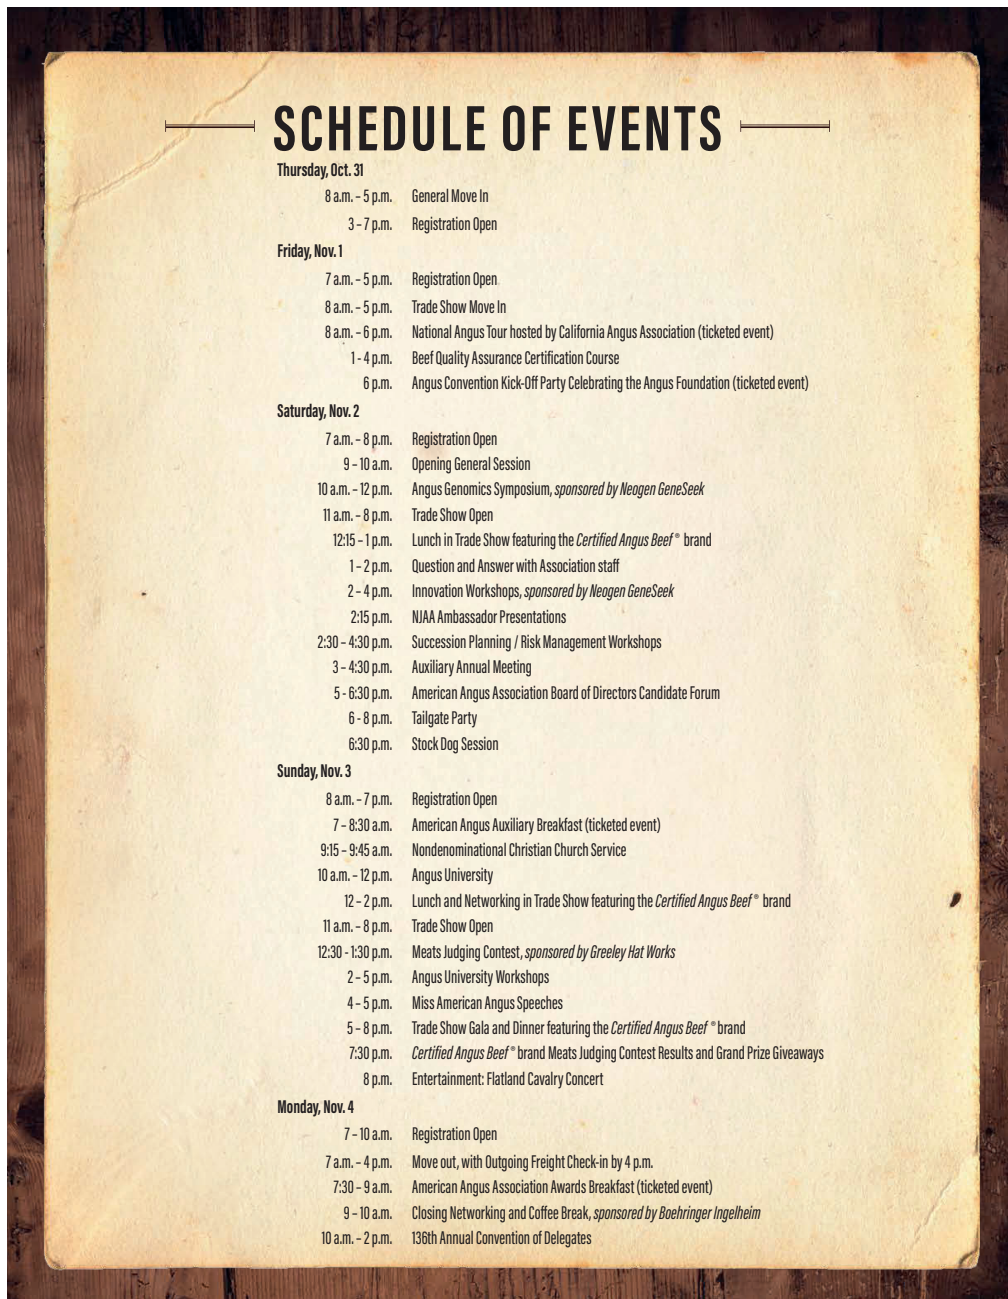 SCHEDULE OF EVENTS
Thursday, Oct. 31
8 a.m. – 5 p.m. General Move In
3 – 7 p.m. Registration Open
Friday, Nov. 1
7 a.m. – 5 p.m. Registration Open
8 a.m. – 5 p.m. Trade Show Move In
8 a.m. – 6 p.m. National Angus Tour hosted by California Angus Association (ticketed event)
1 - 4 p.m. Beef Quality Assurance Certification Course
6 p.m. Angus Convention Kick-Off Party Celebrating the Angus Foundation (ticketed event)
Saturday, Nov. 2
7 a.m. – 8 p.m. Registration Open
9 – 10 a.m. Opening General Session
10 a.m. – 12 p.m. Angus Genomics Symposium, sponsored by Neogen GeneSeek
11 a.m. – 8 p.m. Trade Show Open
12:15 – 1 p.m. Lunch in Trade Show featuring the Certified Angus Beef ® brand
1 – 2 p.m. Question and Answer with Association staff
2 – 4 p.m. Innovation Workshops, sponsored by Neogen GeneSeek
2:15 p.m. NJAA Ambassador Presentations
2:30 – 4:30 p.m. Succession Planning / Risk Management Workshops
3 – 4:30 p.m. Auxiliary Annual Meeting
5 - 6:30 p.m. American Angus Association Board of Directors Candidate Forum
6 - 8 p.m. Tailgate Party
6:30 p.m. Stock Dog Session
Sunday, Nov. 3
8 a.m. – 7 p.m. Registration Open
7 – 8:30 a.m. American Angus Auxiliary Breakfast (ticketed event)
9:15 – 9:45 a.m. Nondenominational Christian Church Service
10 a.m. – 12 p.m. Angus University
12 – 2 p.m. Lunch and Networking in Trade Show featuring the Certified Angus Beef ® brand
11 a.m. – 8 p.m. Trade Show Open
12:30 - 1:30 p.m. Meats Judging Contest, sponsored by Greeley Hat Works
2 – 5 p.m. Angus University Workshops
4 – 5 p.m. Miss American Angus Speeches
5 – 8 p.m. Trade Show Gala and Dinner featuring the Certified Angus Beef ® brand
7:30 p.m. Certified Angus Beef ® brand Meats Judging Contest Results and Grand Prize Giveaways
8 p.m. Entertainment: Flatland Cavalry Concert
Monday, Nov. 4
7 – 10 a.m. Registration Open
7 a.m. – 4 p.m. Move out, with Outgoing Freight Check-in by 4 p.m.
7:30 – 9 a.m. American Angus Association Awards Breakfast (ticketed event)
9 – 10 a.m. Closing Networking and Coffee Break, sponsored by Boehringer Ingelheim
10 a.m. – 2 p.m. 136th Annual Convention of Delegates